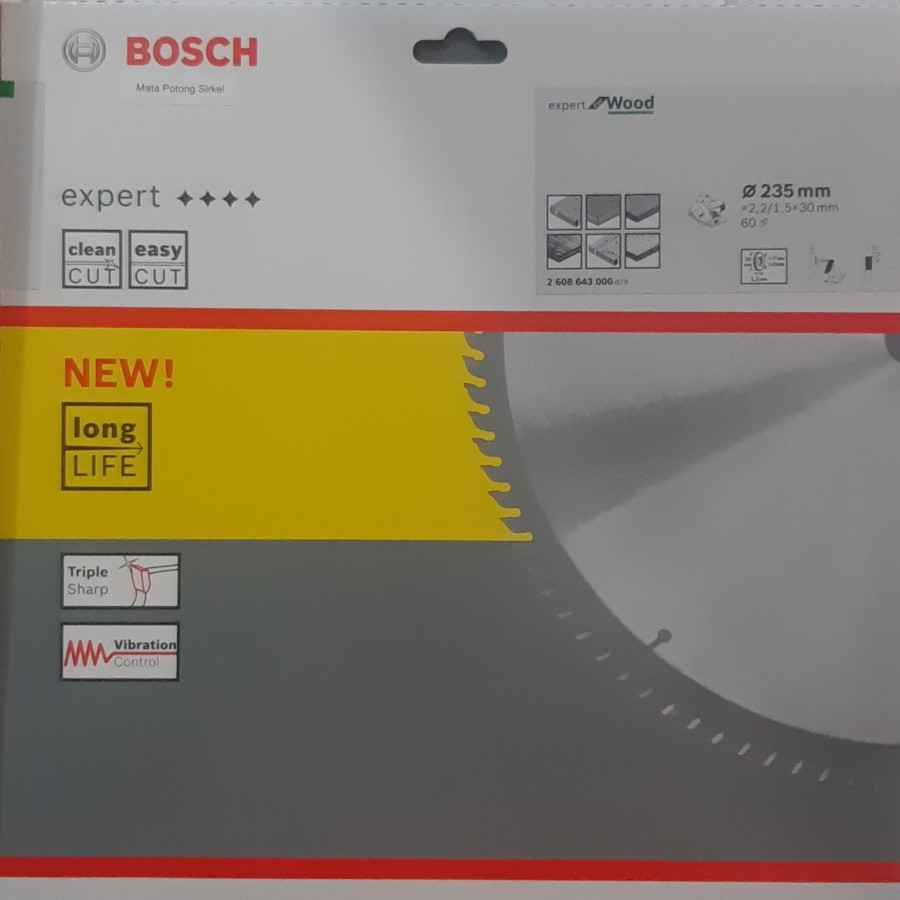 BOSCH
Mata Potong Sirkel
expert for Wood
expert
clean
CUT
easy
CUT
Ø 235 mm
×2,2/1,5×30 mm
60
2 608 643 000
NEW!
long
LIFE
Triple
Sharp
Vibration
Control